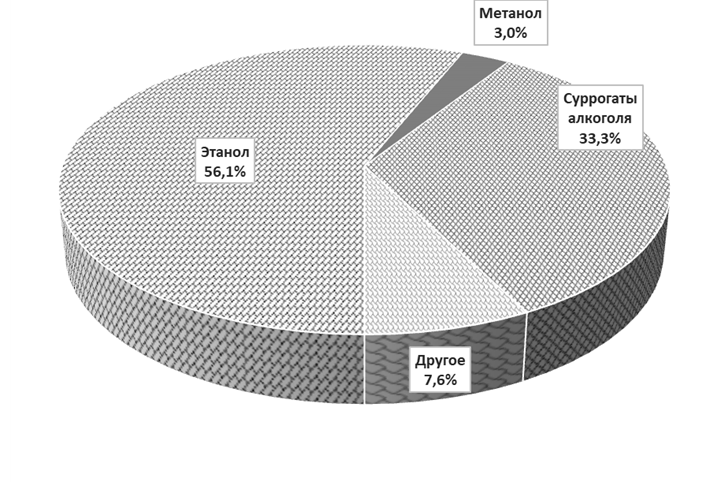 Метанол
3,0%
Суррогаты
алкоголя
33,3%
Этанол
56,1%
Другое
7,6%